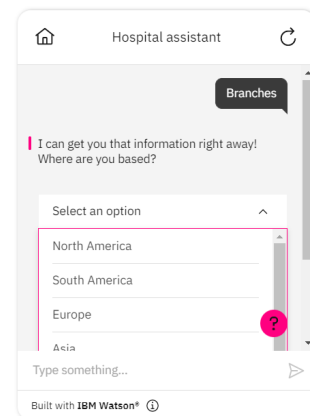 Hospital assistant
Branches
I can get you that information right away!
Where are you based?
Select an option
North America
South America
Europe
?
Asia
Type something...
Built with IBM Watson®